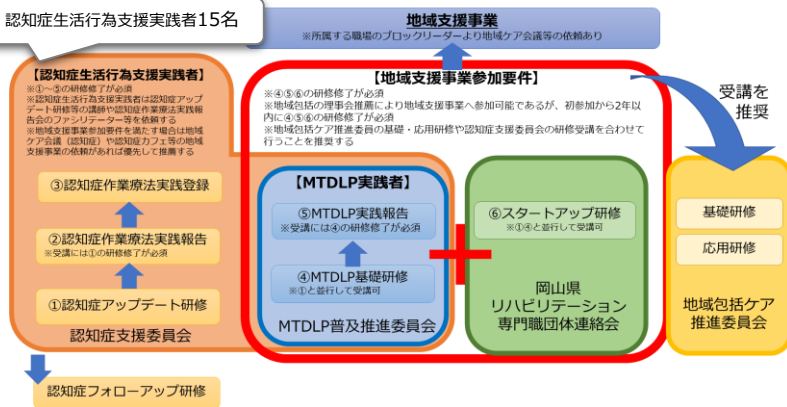 認知症生活行為支援実践者15名
地域支援事業
※所属する職場のブロックリーダーより地域ケア会議等の依頼あり
【認知症生活行為支援実践者】
※①～⑤の研修修了が必須
※認知症生活行為支援実践者は認知症アップ
デート研修等の講師や認知症作業療法実践報
告会のファシリテーター等を依頼する
※地域支援事業参加要件を満たす場合は地域
ケア会議（認知症）や認知症カフェ等の地域
支援事業の依頼があれば優先して推薦する
③認知症作業療法実践登録
②認知症作業療法実践報告
※受講には①の研修修了が必須
①認知症アップデート研修
認知症支援委員会
認知症フォローアップ研修
【地域支援事業参加要件】
※④⑤⑥の研修修了が必須
※地域包括の理事会推薦により地域支援事業へ参加可能であるが、初参加から2年以
内に④⑤⑥の研修修了が必須
※地域包括ケア推進委員の基礎・応用研修や認知症支援委員会の研修受講を合わせて
行うことを推奨する
【MTDLP実践者】
⑤MTDLP実践報告
※受講には④の研修修了が必須
④MTDLP基礎研修
※①と並行して受講可
MTDLP普及推進委員会
⑥スタートアップ研修
※①④と並行して受講可
岡山県
リハビリテーション
専門職団体連絡会
受講を
推奨
基礎研修
応用研修
地域包括ケア
推進委員会